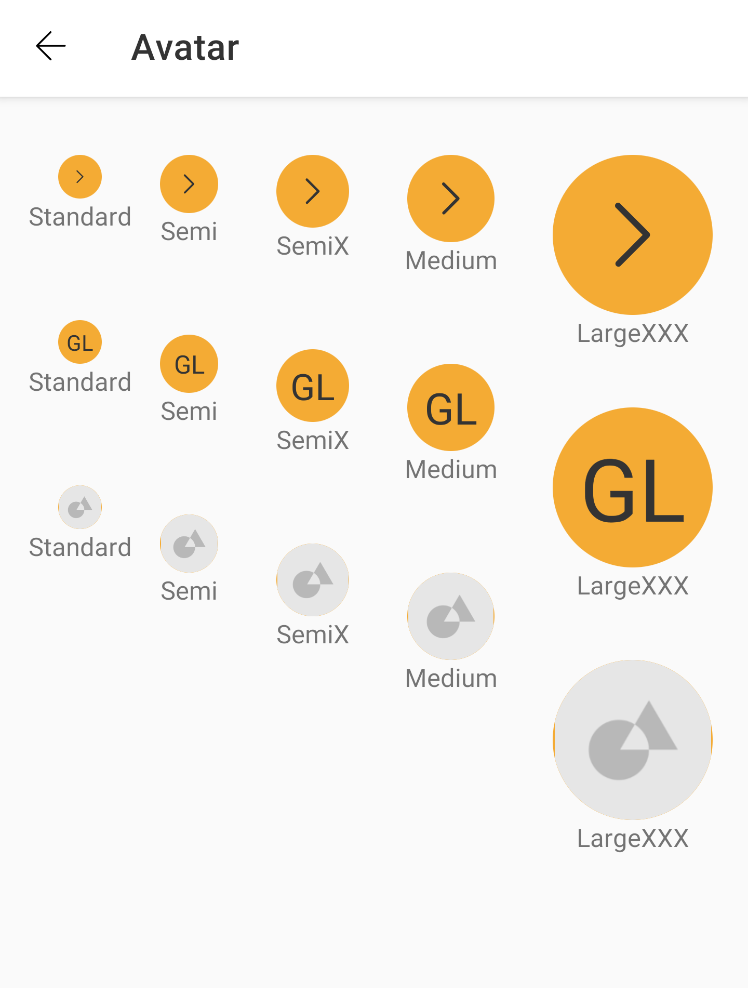 Avatar
Standard
Semi
SemiX
Medium
LargeXXX
GL
Standard
GL
Semi
GL
SemiX
GL
Medium
GL
LargeXXX
Standard
Semi
SemiX
Medium
LargeXXX